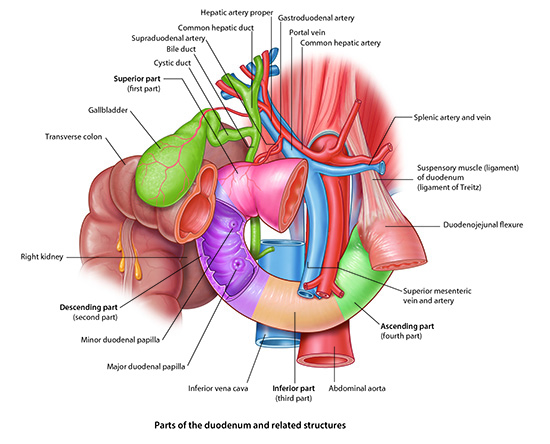 Hepatic artery proper
Gastroduodenal artery
Common hepatic duct
Portal vein
Supraduodenal artery
Common hepatic artery
Bile duct
Cystic duct
Superior part
(first part)
Gallbladder
Splenic artery and vein
Transverse colon
Suspensory muscle (ligament)
of duodenum
(ligament of Treitz)
Duodenojejunal flexure
Right kidney
Superior mesenteric
vein and artery
Descending part
(second part)
Ascending part
(fourth part)
Minor duodenal papilla
Major duodenal papilla
Inferior vena cava
Inferior part
(third part)
Abdominal aorta
Parts of the duodenum and related structures